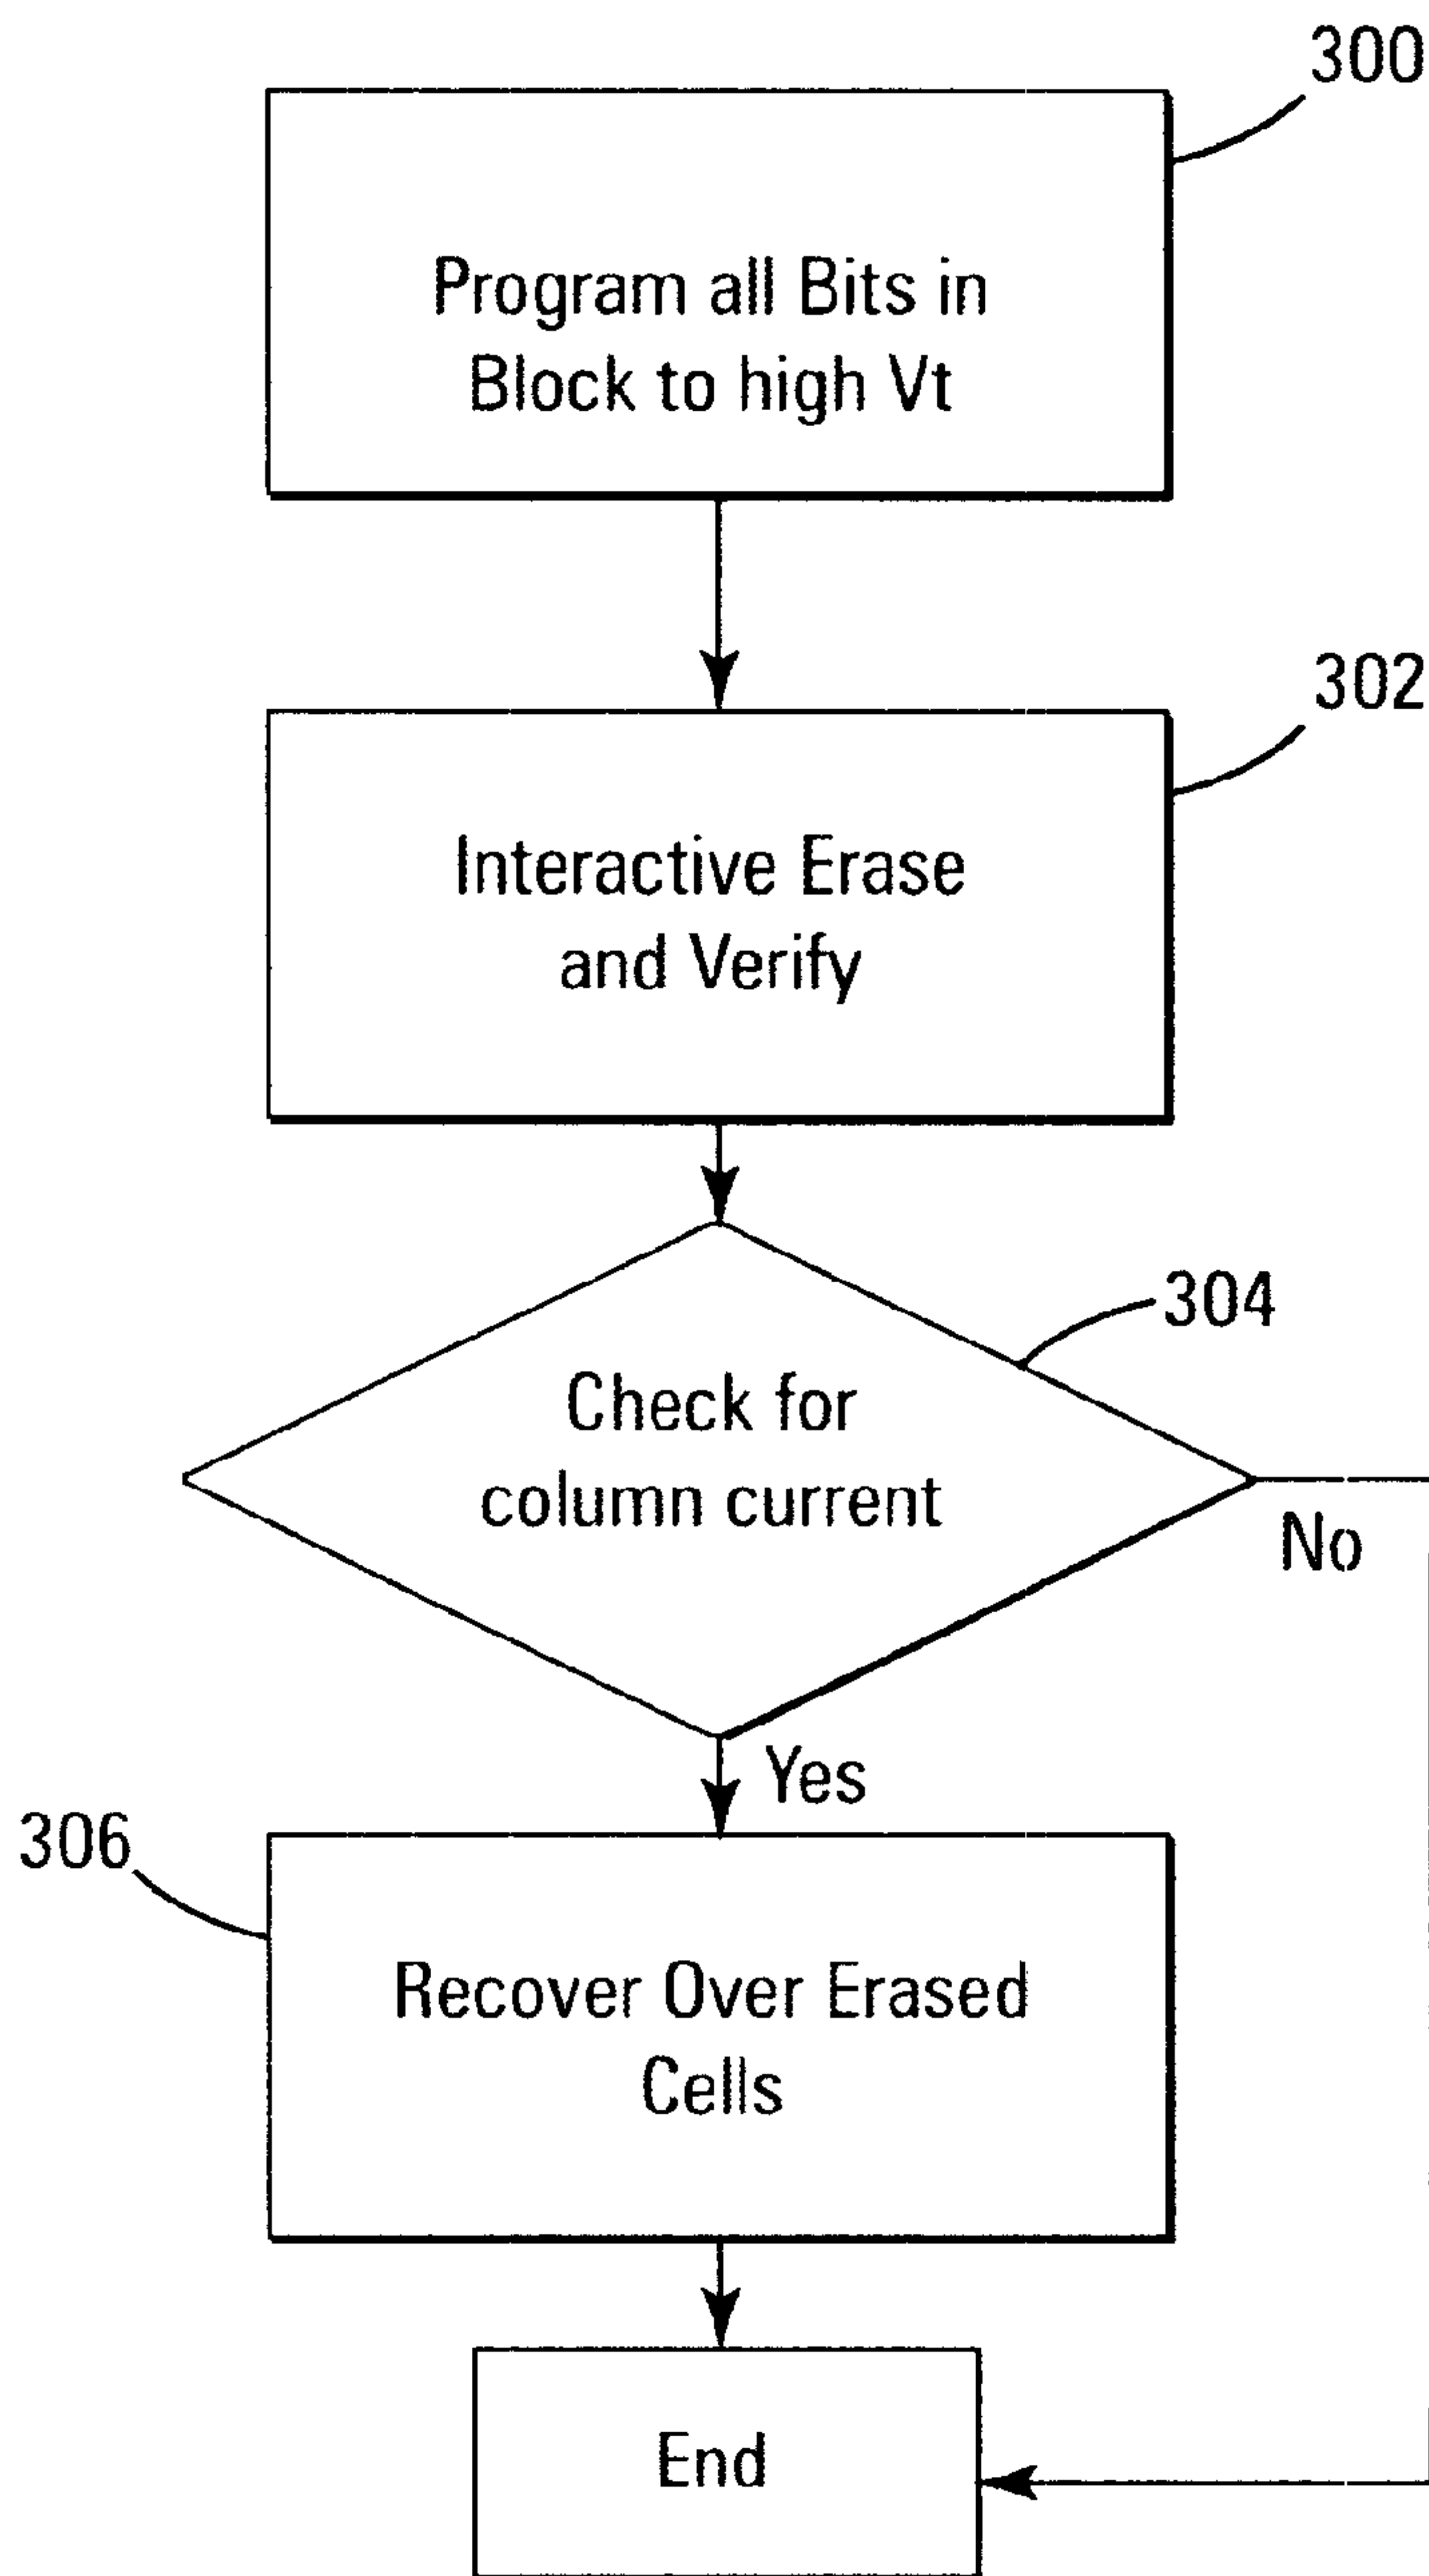 300
Program all Bits in
Block to high Vt
302
Interactive Erase
and Verify
304
Check for
column current
No
Yes
306
Recover Over Erased
Cells
End